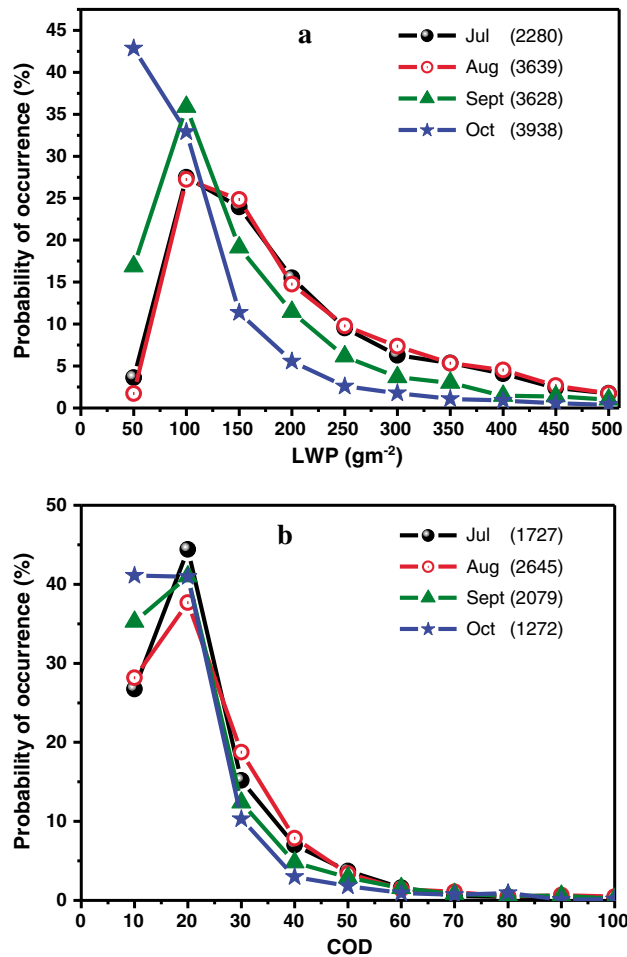 a
Jul (2280)
Aug (3639)
Sept (3628)
Oct (3938)
Probability of occurrence (%)
45
40
35
30
25
20
15
10
5
0
0 50 100 150 200 250 300 350 400 450 500
LWP (gm⁻²)
b
Jul (1727)
Aug (2645)
Sept (2079)
Oct (1272)
Probability of occurrence (%)
50
40
30
20
10
0
0 10 20 30 40 50 60 70 80 90 100
COD